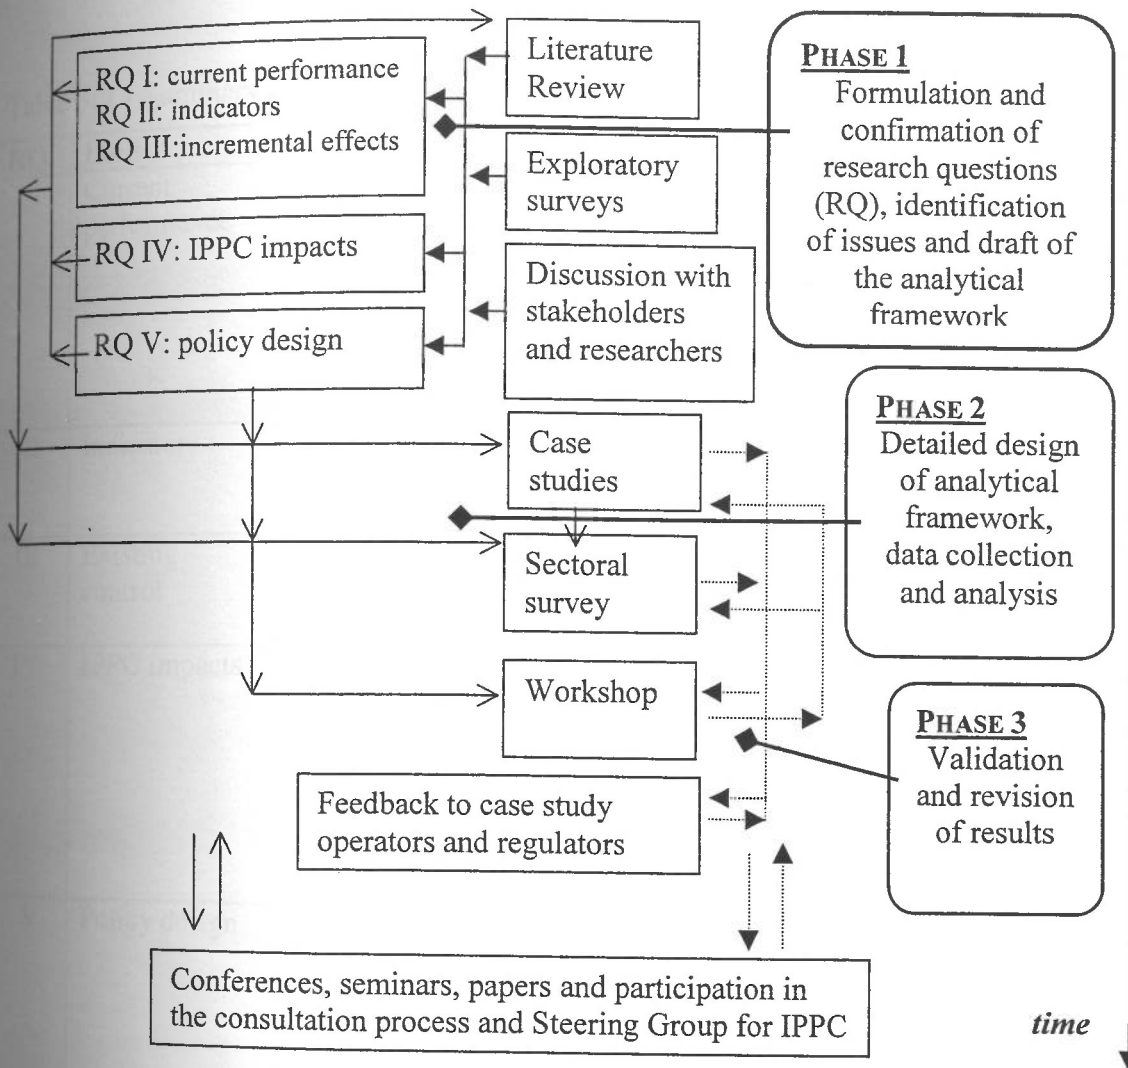 RQ I: current performance
RQ II: indicators
RQ III:incremental effects
RQ IV: IPPC impacts
RQ V: policy design
Literature
Review
Exploratory
surveys
Discussion with
stakeholders
and researchers
PHASE 1
Formulation and
confirmation of
research questions
(RQ), identification
of issues and draft of
the analytical
framework
Case
studies
Sectoral
survey
PHASE 2
Detailed design
of analytical
framework,
data collection
and analysis
Workshop
Feedback to case study
operators and regulators
PHASE 3
Validation
and revision
of results
Conferences, seminars, papers and participation in
the consultation process and Steering Group for IPPC
time
IPPC impacts
Policy design